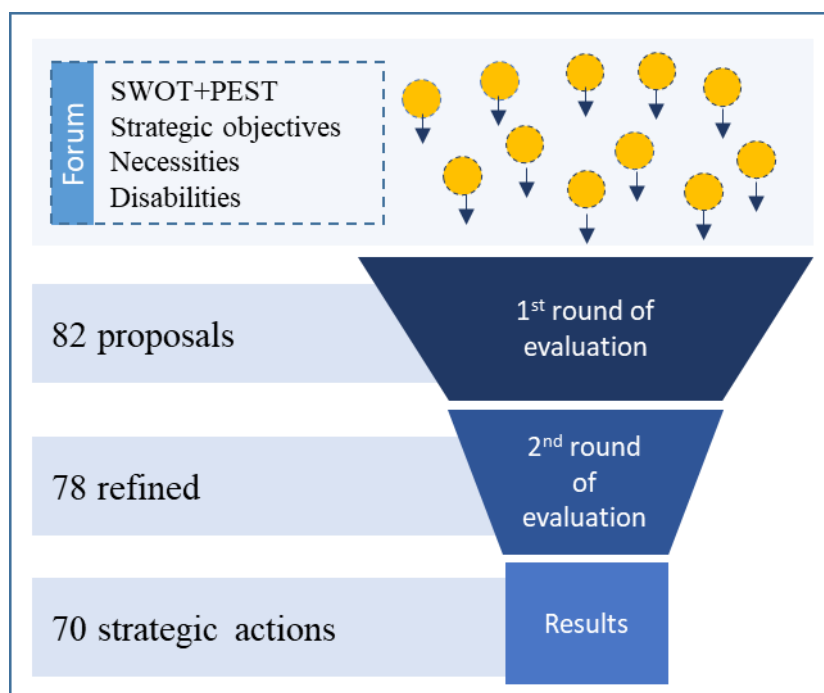 Forum
SWOT+PEST
Strategic objectives
Necessities
Disabilities
82 proposals
1st round of
evaluation
78 refined
2nd round
of
evaluation
70 strategic actions
Results